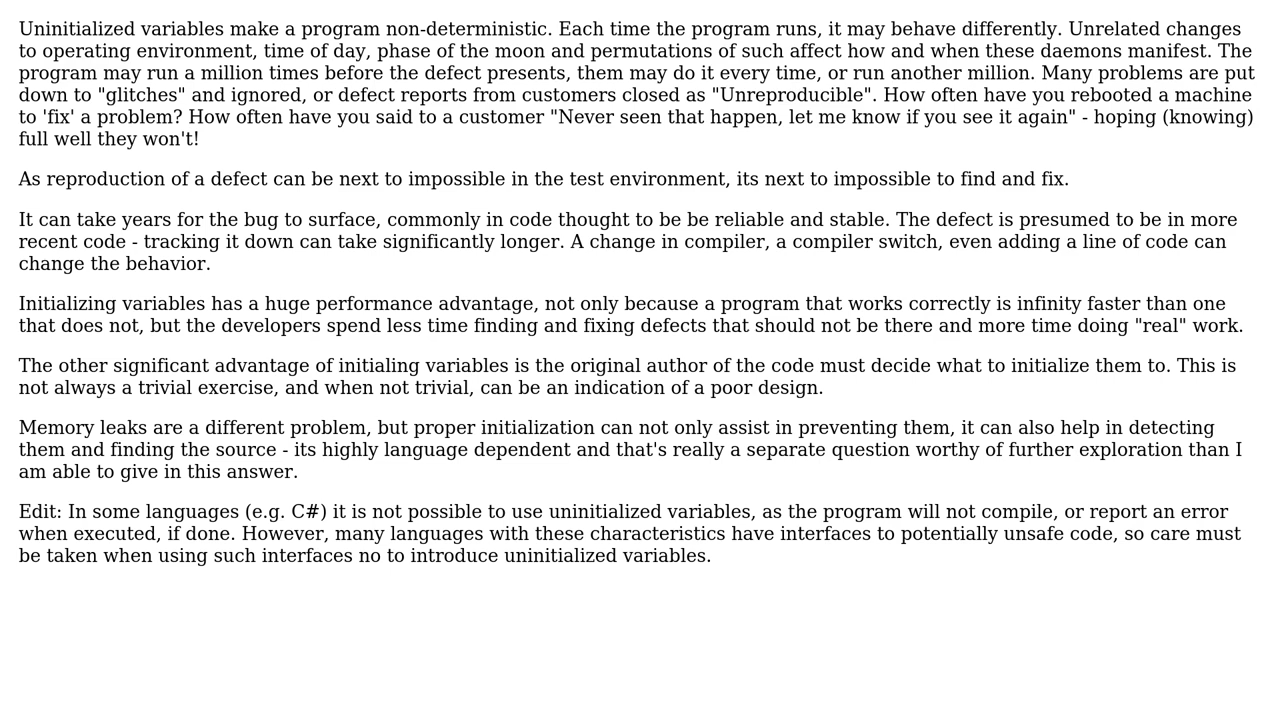 Uninitialized variables make a program non-deterministic. Each time the program runs, it may behave differently. Unrelated changes
to operating environment, time of day, phase of the moon and permutations of such affect how and when these daemons manifest. The
program may run a million times before the defect presents, them may do it every time, or run another million. Many problems are put
down to "glitches" and ignored, or defect reports from customers closed as "Unreproducible". How often have you rebooted a machine
to 'fix' a problem? How often have you said to a customer "Never seen that happen, let me know if you see it again" - hoping (knowing)
full well they won't!
As reproduction of a defect can be next to impossible in the test environment, its next to impossible to find and fix.
It can take years for the bug to surface, commonly in code thought to be be reliable and stable. The defect is presumed to be in more
recent code - tracking it down can take significantly longer. A change in compiler, a compiler switch, even adding a line of code can
change the behavior.
Initializing variables has a huge performance advantage, not only because a program that works correctly is infinity faster than one
that does not, but the developers spend less time finding and fixing defects that should not be there and more time doing "real" work.
The other significant advantage of initialing variables is the original author of the code must decide what to initialize them to. This is
not always a trivial exercise, and when not trivial, can be an indication of a poor design.
Memory leaks are a different problem, but proper initialization can not only assist in preventing them, it can also help in detecting
them and finding the source - its highly language dependent and that's really a separate question worthy of further exploration than I
am able to give in this answer.
Edit: In some languages (e.g. C#) it is not possible to use uninitialized variables, as the program will not compile, or report an error
when executed, if done. However, many languages with these characteristics have interfaces to potentially unsafe code, so care must
be taken when using such interfaces no to introduce uninitialized variables.